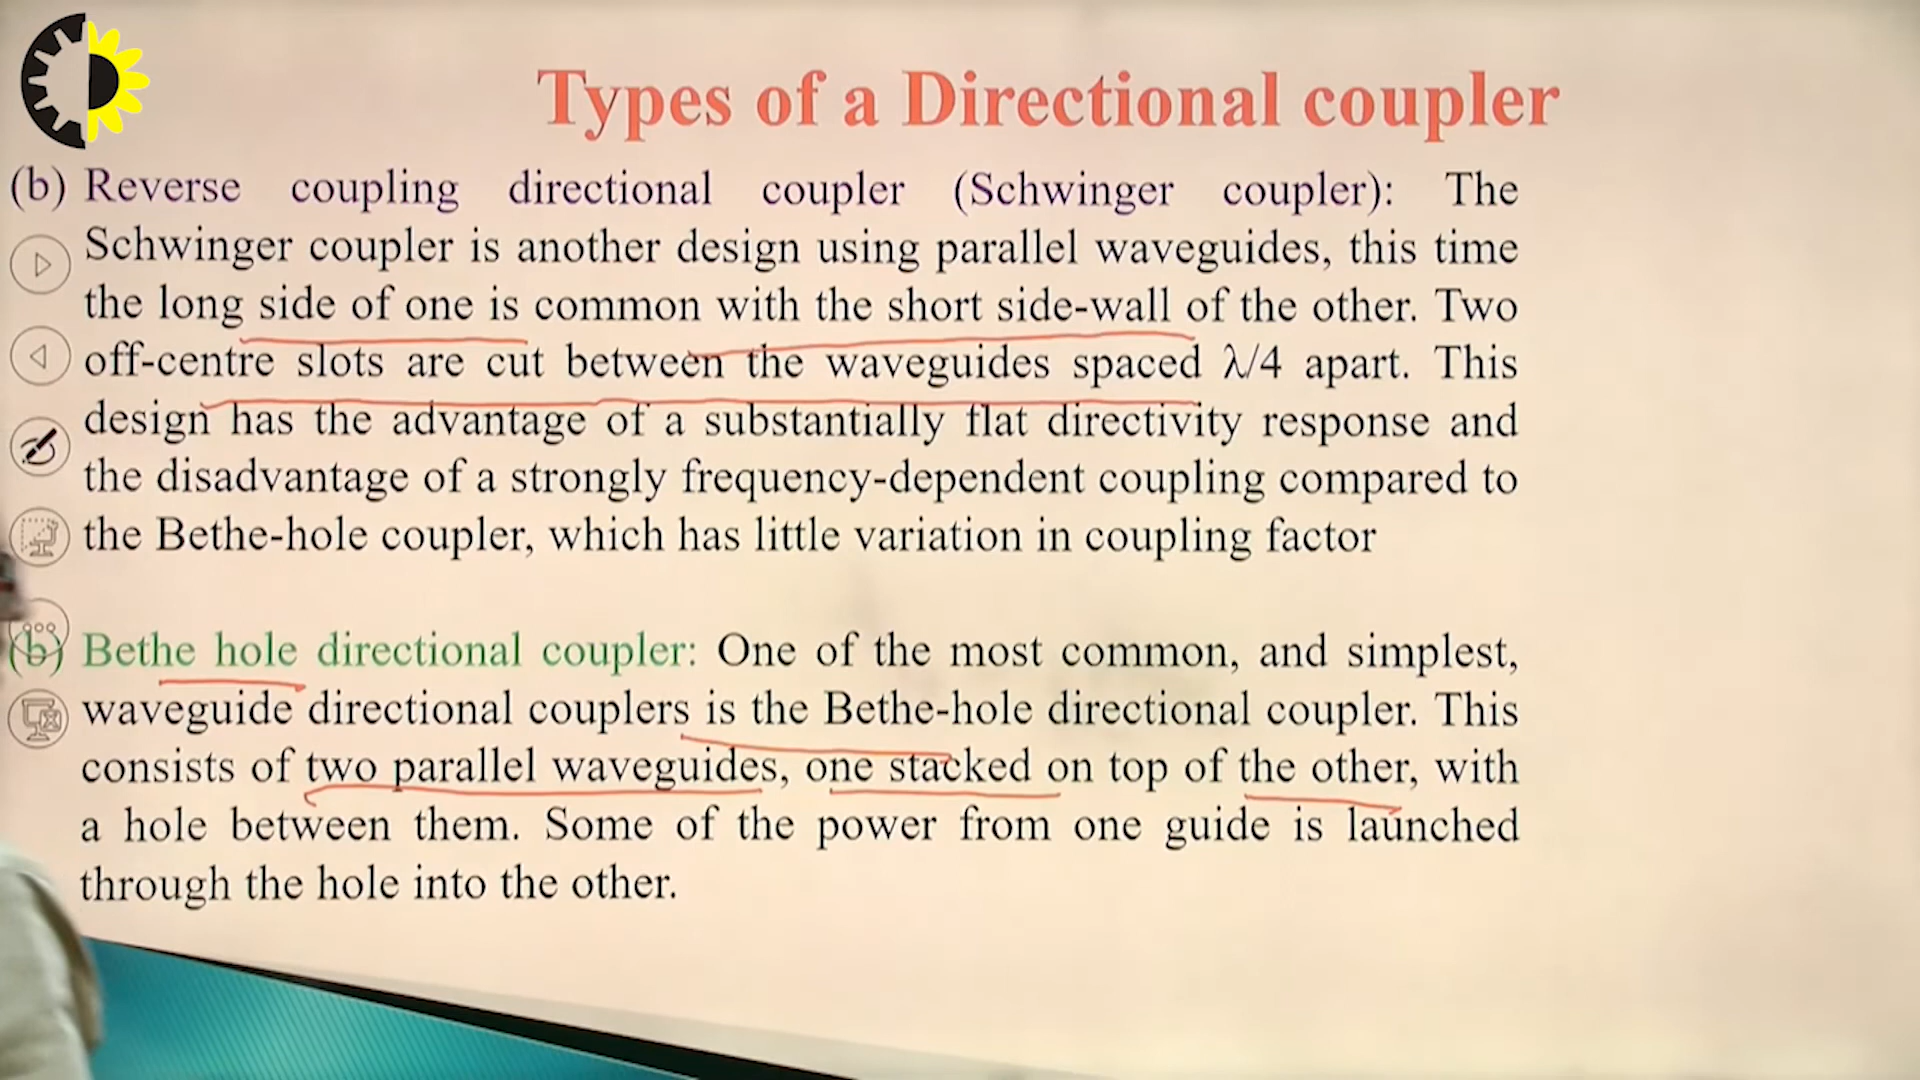 Types of a Directional coupler
(b) Reverse coupling directional coupler (Schwinger coupler): The
Schwinger coupler is another design using parallel waveguides, this time
the long side of one is common with the short side-wall of the other. Two
off-centre slots are cut between the waveguides spaced λ/4 apart. This
design has the advantage of a substantially flat directivity response and
the disadvantage of a strongly frequency-dependent coupling compared to
the Bethe-hole coupler, which has little variation in coupling factor
(b) Bethe hole directional coupler: One of the most common, and simplest,
waveguide directional couplers is the Bethe-hole directional coupler. This
consists of two parallel waveguides, one stacked on top of the other, with
a hole between them. Some of the power from one guide is launched
through the hole into the other.